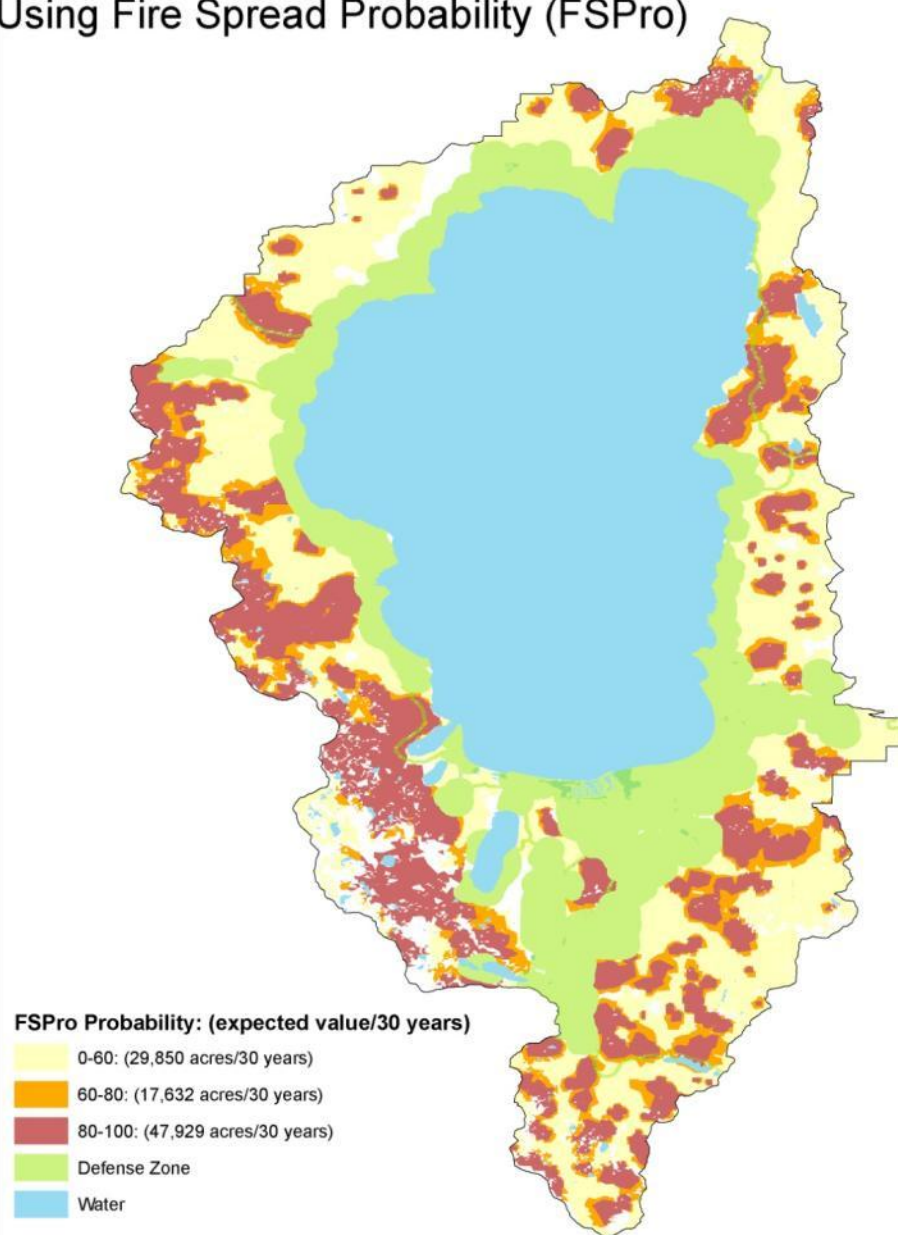 Using Fire Spread Probability (FSPro)
FSPro Probability: (expected value/30 years)
0-60: (29,850 acres/30 years)
60-80: (17,632 acres/30 years)
80-100: (47,929 acres/30 years)
Defense Zone
Water